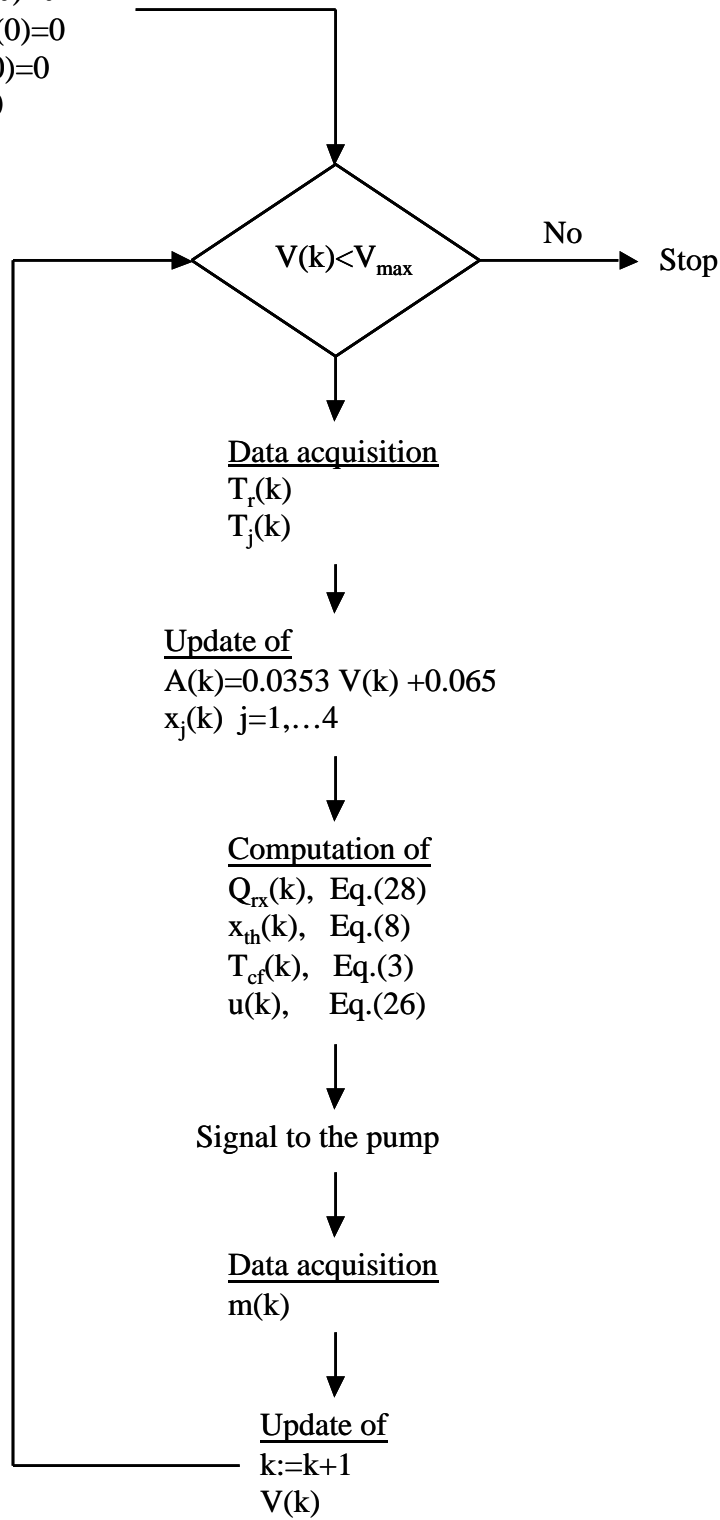 (0)=0
)=0
)
V(k)<V_max
No
Stop
Data acquisition
T_r(k)
T_j(k)
Update of
A(k)=0.0353 V(k) +0.065
x_j(k) j=1,…4
Computation of
Q_rx(k), Eq.(28)
x_th(k), Eq.(8)
T_cf(k), Eq.(3)
u(k), Eq.(26)
Signal to the pump
Data acquisition
m(k)
Update of
k:=k+1
V(k)